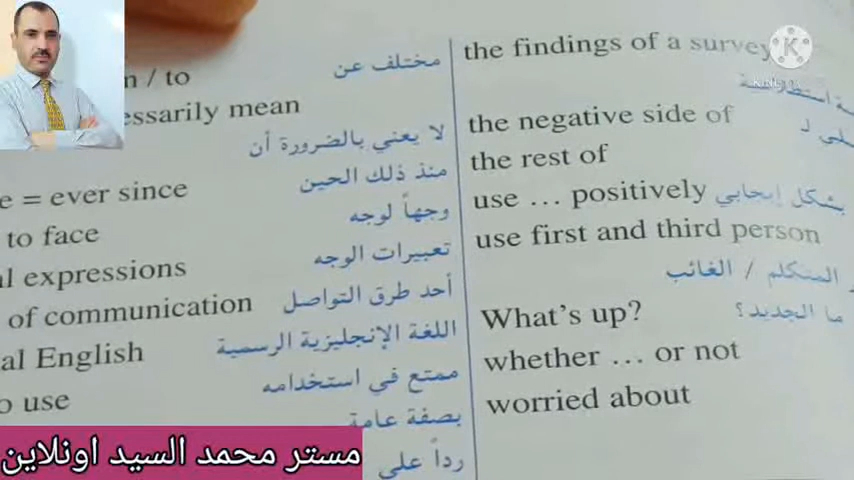 / to
مختلف عن
mean
لا يعني بالضرورة أن
= ever since
منذ ذلك الحين
to face
وجهاً لوجه
expressions
تعبيرات الوجه
of communication
أحد طرق التواصل
English
اللغة الإنجليزية الرسمية
use
ممتع في استخدامه
بصفة عامة
رداً على
the findings of a survey
the negative side of
the rest of
use … positively بشكل إيجابي
use first and third person
المتكلم / الغائب
What's up? ما الجديد؟
whether … or not
worried about
مستر محمد السيد اونلاين
K